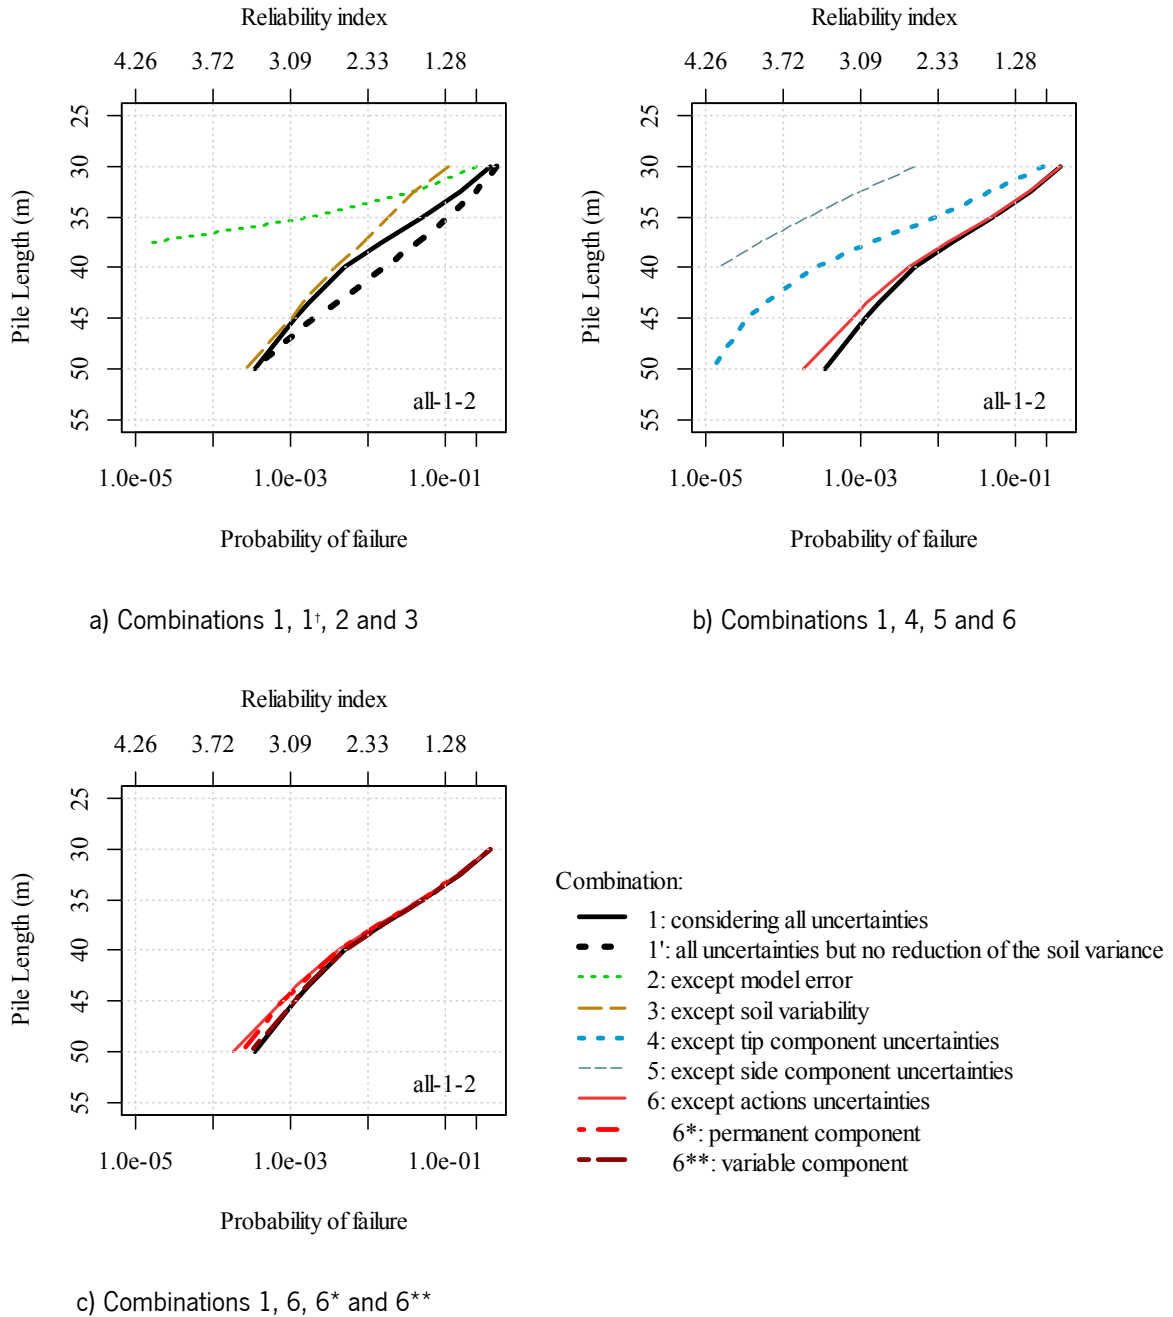 Reliability index
4.26 3.72 3.09 2.33 1.28
Pile Length (m)
25
30
35
40
45
50
55
all-1-2
1.0e-05 1.0e-03 1.0e-01
Probability of failure
a) Combinations 1, 1†, 2 and 3
Reliability index
4.26 3.72 3.09 2.33 1.28
Pile Length (m)
25
30
35
40
45
50
55
all-1-2
1.0e-05 1.0e-03 1.0e-01
Probability of failure
b) Combinations 1, 4, 5 and 6
Reliability index
4.26 3.72 3.09 2.33 1.28
Pile Length (m)
25
30
35
40
45
50
55
all-1-2
1.0e-05 1.0e-03 1.0e-01
Probability of failure
c) Combinations 1, 6, 6* and 6**
Combination:
1: considering all uncertainties
1': all uncertainties but no reduction of the soil variance
2: except model error
3: except soil variability
4: except tip component uncertainties
5: except side component uncertainties
6: except actions uncertainties
6*: permanent component
6**: variable component